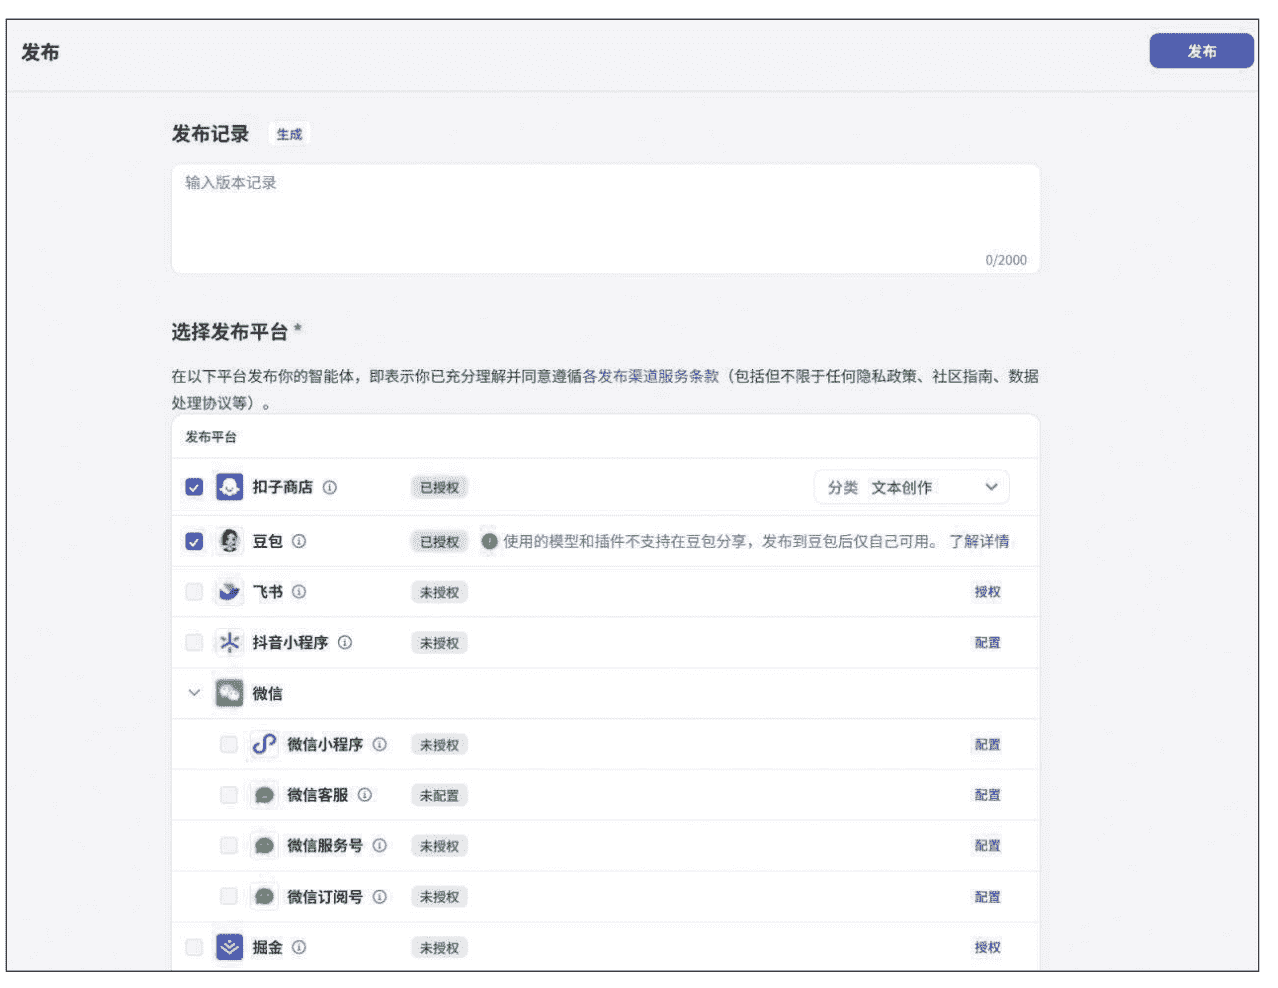 发布
发布
发布记录 生成
输入版本记录
0/2000
选择发布平台 *
在以下平台发布你的智能体，即表示你已充分理解并同意遵循各发布渠道服务条款（包括但不限于任何隐私政策、社区指南、数据
处理协议等）。
发布平台
扣子商店 已授权 分类 文本创作
豆包 已授权 使用的模型和插件不支持在豆包分享，发布到豆包后仅自己可用。 了解详情
飞书 未授权 授权
抖音小程序 未授权 配置
微信
微信小程序 未授权 配置
微信客服 未配置 配置
微信服务号 未授权 配置
微信订阅号 未授权 配置
掘金 未授权 授权